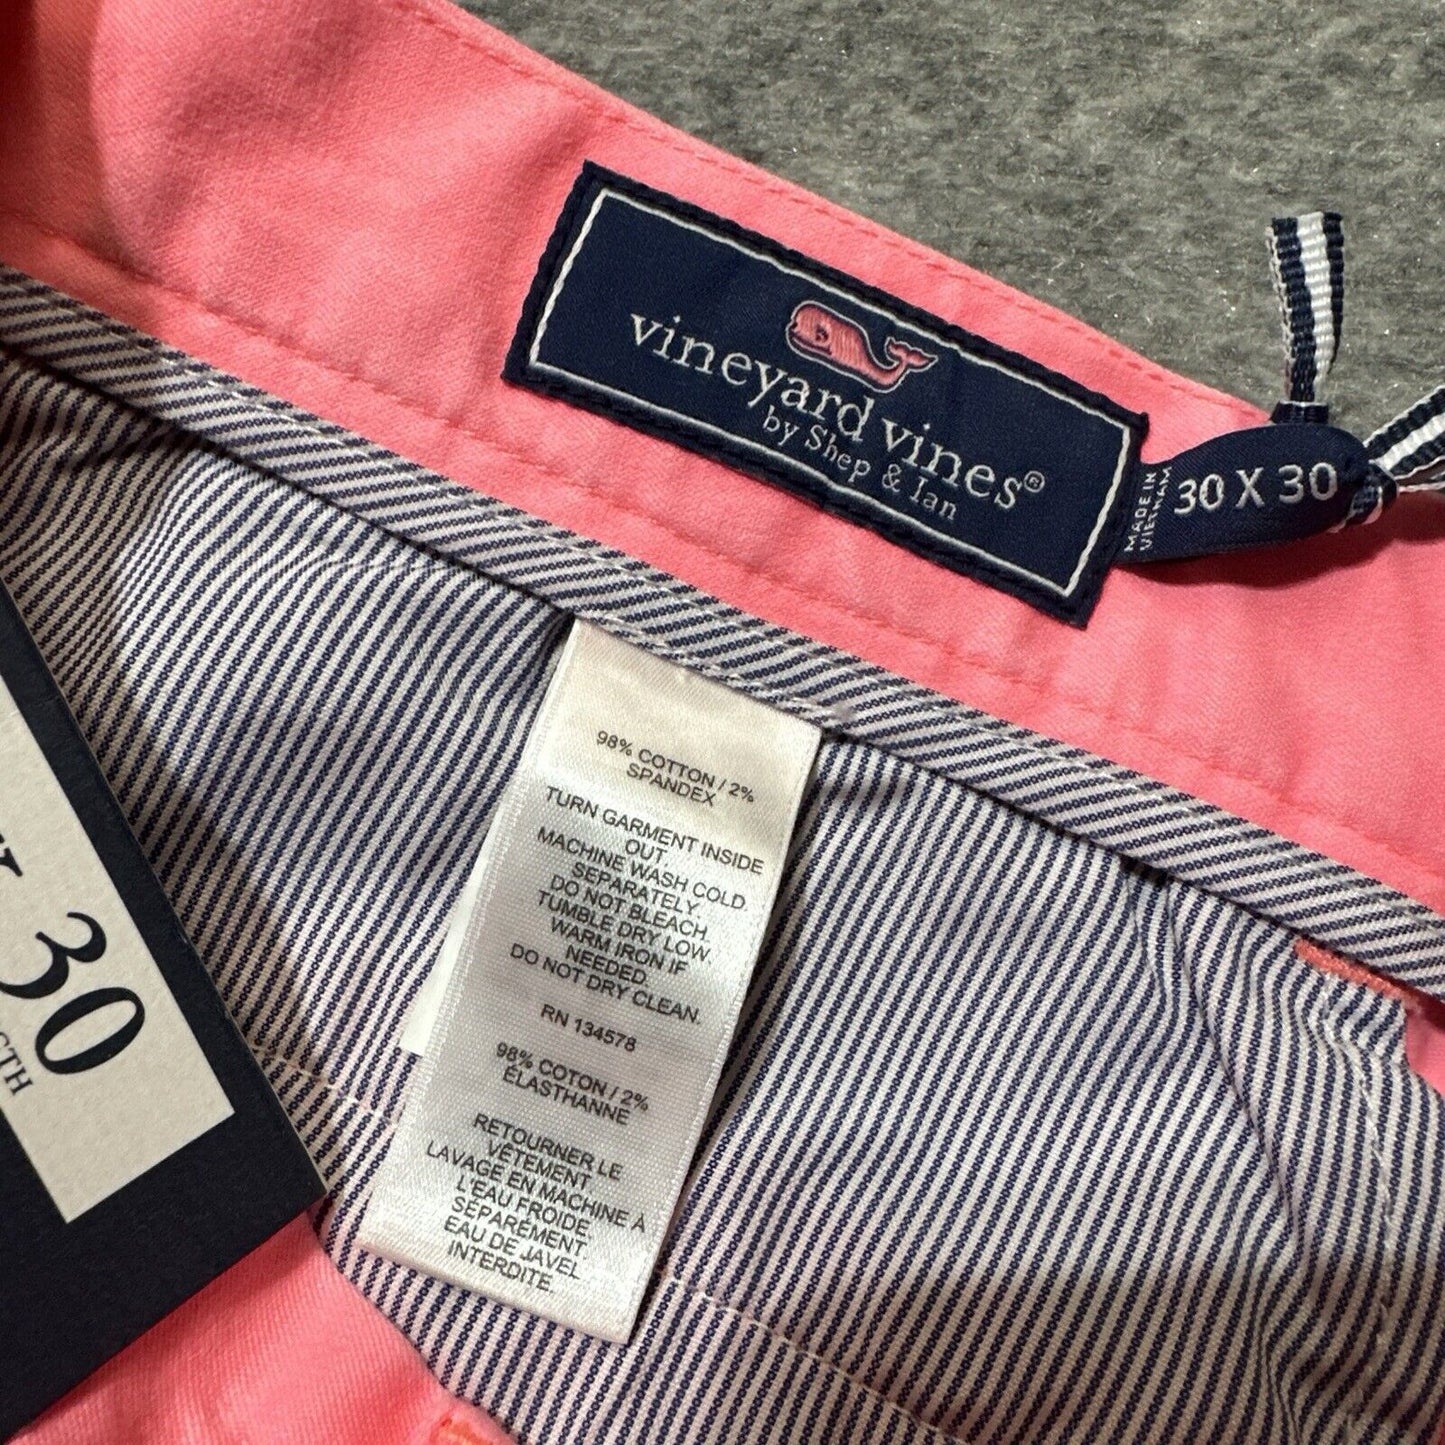 vineyard vines®
by Shep & Ian
MADE IN
VIETNAM
30 X 30
98% COTTON / 2%
SPANDEX
TURN GARMENT INSIDE
OUT.
MACHINE WASH COLD.
SEPARATELY.
DO NOT BLEACH.
TUMBLE DRY LOW.
WARM IRON IF
NEEDED.
DO NOT DRY CLEAN.
RN 134578
98% COTON / 2%
ÉLASTHANNE
RETOURNER LE
VÊTEMENT
LAVAGE EN MACHINE À
L'EAU FROIDE.
SÉPARÉMENT
EAU DE JAVEL
INTERDITE.
X 30